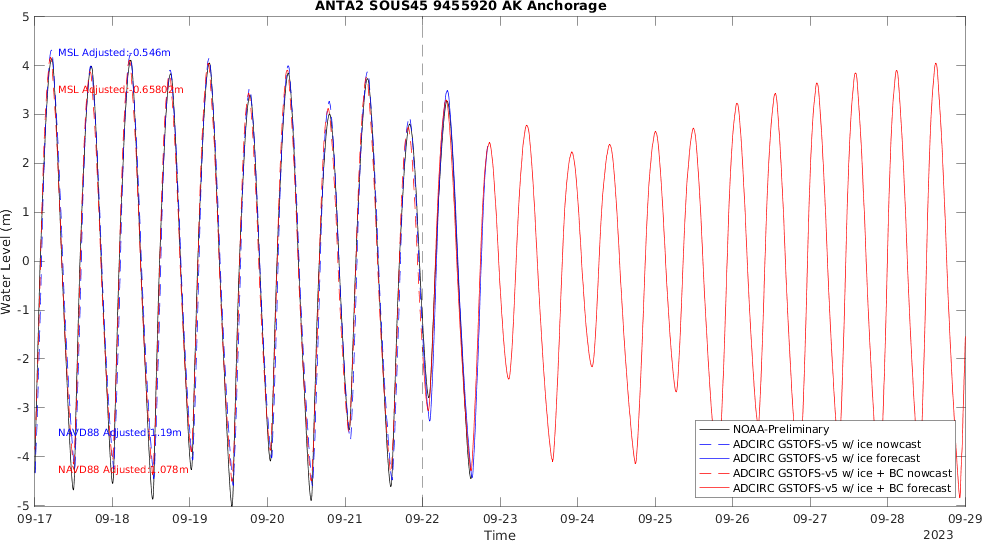 ANTA2 SOUS45 9455920 AK Anchorage
5
4
3
2
1
0
-1
-2
-3
-4
-5
Water Level (m)
MSL Adjusted:-0.546m
MSL Adjusted:-0.65802m
NAVD88 Adjusted:1.19m
NAVD88 Adjusted:1.078m
NOAA-Preliminary
ADCIRC GSTOFS-v5 w/ ice nowcast
ADCIRC GSTOFS-v5 w/ ice forecast
ADCIRC GSTOFS-v5 w/ ice + BC nowcast
ADCIRC GSTOFS-v5 w/ ice + BC forecast
09-17 09-18 09-19 09-20 09-21 09-22 09-23 09-24 09-25 09-26 09-27 09-28 09-29
Time
2023